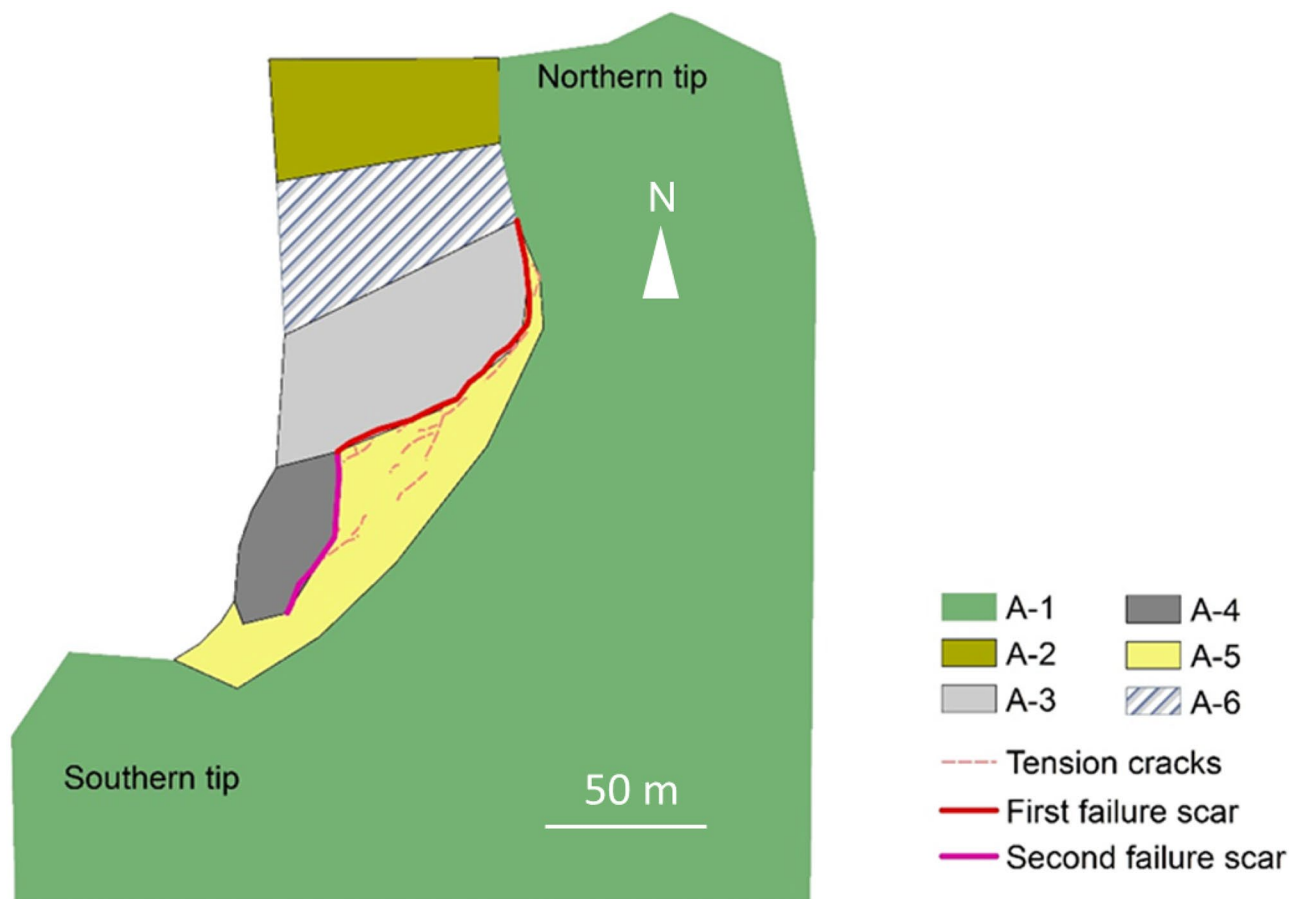 Northern tip
N
Southern tip
50 m
A-1
A-2
A-3
A-4
A-5
A-6
Tension cracks
First failure scar
Second failure scar